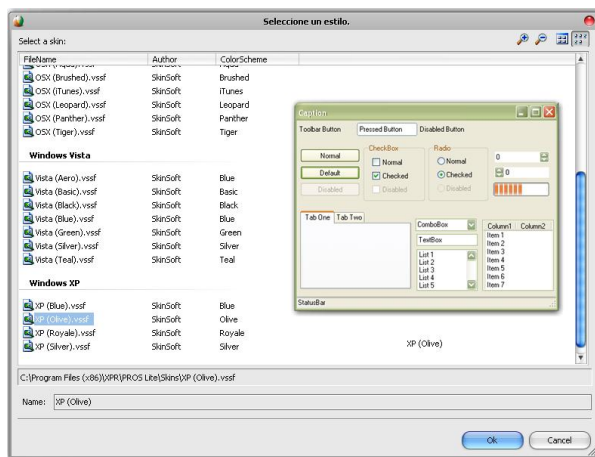 Seleccione un estilo.
Select a skin:
FileName Author ColorScheme
OSX (Brushed).vssf SkinSoft Brushed
OSX (iTunes).vssf SkinSoft iTunes
OSX (Leopard).vssf SkinSoft Leopard
OSX (Panther).vssf SkinSoft Panther
OSX (Tiger).vssf SkinSoft Tiger
Windows Vista
Vista (Aero).vssf SkinSoft Blue
Vista (Basic).vssf SkinSoft Basic
Vista (Black).vssf SkinSoft Black
Vista (Blue).vssf SkinSoft Blue
Vista (Green).vssf SkinSoft Green
Vista (Silver).vssf SkinSoft Silver
Vista (Teal).vssf SkinSoft Teal
Windows XP
XP (Blue).vssf SkinSoft Blue
XP (Olive).vssf SkinSoft Olive
XP (Royale).vssf SkinSoft Royale
XP (Silver).vssf SkinSoft Silver
Caption
Toolbar Button Pressed Button Disabled Button
CheckBox Radio
Normal Normal Normal 0
Default Checked Checked 0
Disabled Disabled Disabled
Tab One Tab Two
ComboBox
TextBox
List 1
List 2
List 3
List 4
List 5
Column1 Column2
Item 1
Item 2
Item 3
Item 4
Item 5
Item 6
Item 7
StatusBar
XP (Olive)
C:\Program Files (x86)\XPR\PROS Lite\Skins\XP (Olive).vssf
Name: XP (Olive)
Ok Cancel